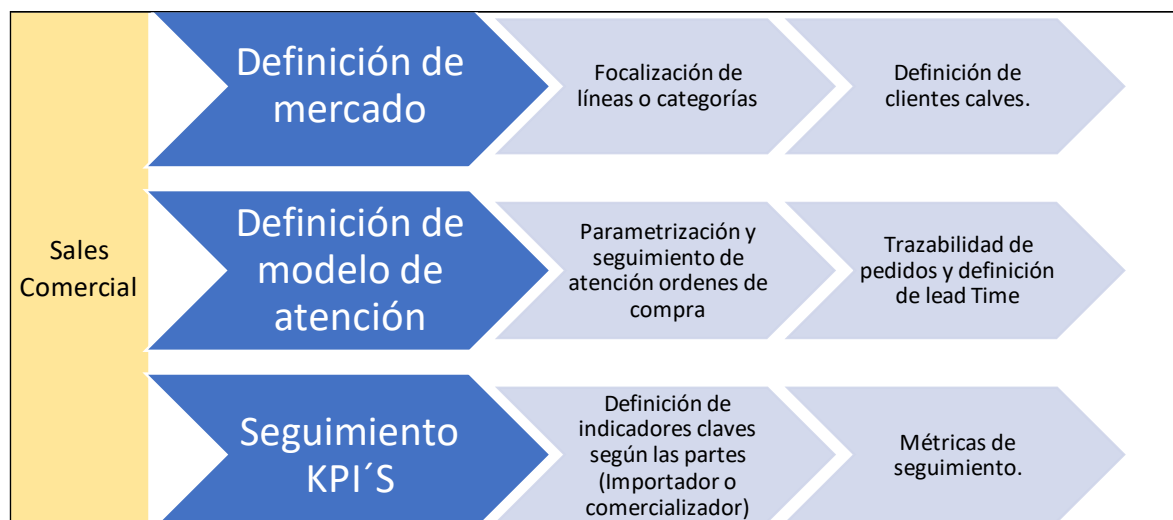 Sales
Comercial
Definición de
mercado
Focalización de
líneas o categorías
Definición de
clientes calves.
Definición de
modelo de
atención
Parametrización y
seguimiento de
atención ordenes de
compra
Trazabilidad de
pedidos y definición
de lead Time
Seguimiento
KPI´S
Definición de
indicadores claves
según las partes
(Importador o
comercializador)
Métricas de
seguimiento.